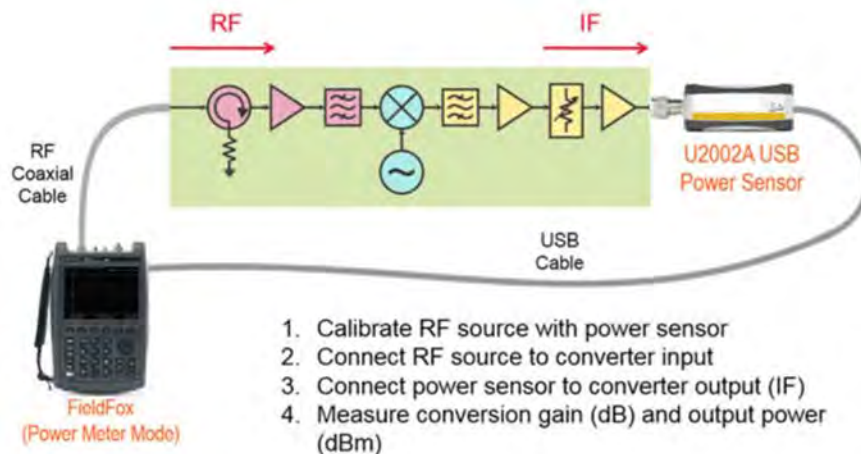 RF
IF
RF
Coaxial
Cable
U2002A USB
Power Sensor
USB
Cable
FieldFox
(Power Meter Mode)
1. Calibrate RF source with power sensor
2. Connect RF source to converter input
3. Connect power sensor to converter output (IF)
4. Measure conversion gain (dB) and output power
(dBm)